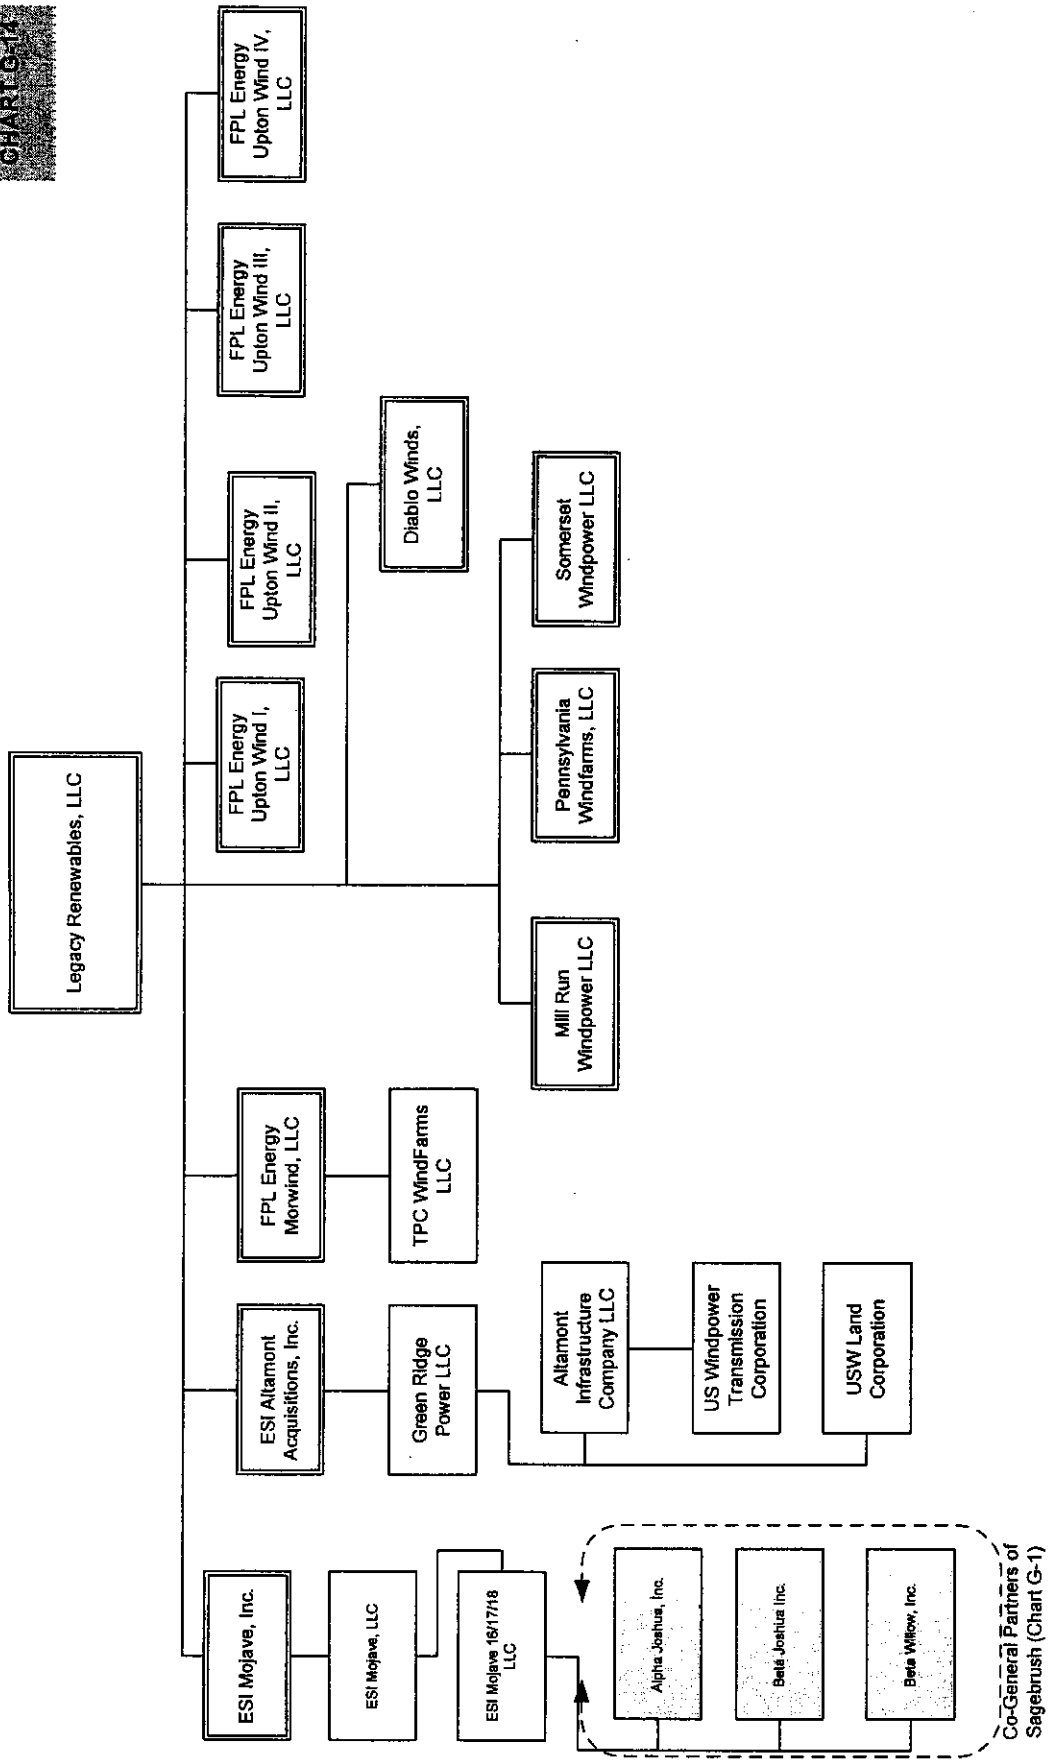 CHART G-14
Legacy Renewables, LLC
ESI Mojave, Inc.
ESI Altamont
Acquisitions, Inc.
FPL Energy
Morwind, LLC
FPL Energy
Upton Wind I,
LLC
FPL Energy
Upton Wind II,
LLC
FPL Energy
Upton Wind III,
LLC
FPL Energy
Upton Wind IV,
LLC
ESI Mojave, LLC
Green Ridge
Power LLC
TPC WindFarms
LLC
Diablo Winds,
LLC
ESI Mojave 16/17/18
LLC
Altamont
Infrastructure
Company LLC
Mill Run
Windpower LLC
Pennsylvania
Windfarms, LLC
Somerset
Windpower LLC
Alpha Joshua, Inc.
US Windpower
Transmission
Corporation
Beta Joshua Inc.
USW Land
Corporation
Beta Willow, Inc.
Co-General Partners of
Sagebrush (Chart G-1)